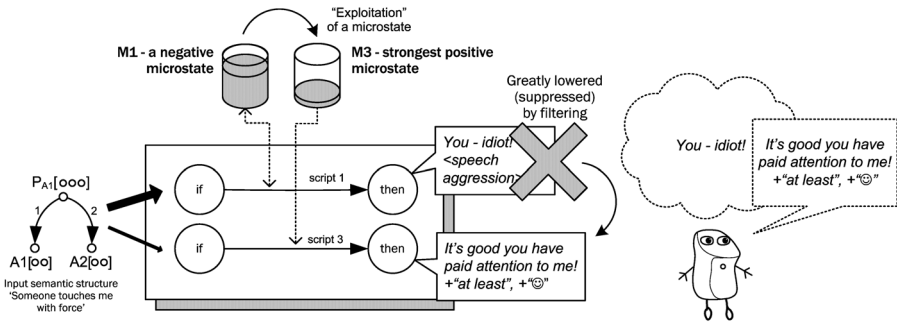 "Exploitation"
of a microstate
M1 - a negative
microstate
M3 - strongest positive
microstate
Greatly lowered
(suppressed)
by filtering
You - idiot!
<speech
aggression>
You - idiot!
It's good you have
paid attention to me!
+"at least", +"☺"
P_A1[ooo]
1
2
A1[oo]
A2[oo]
Input semantic structure
'Someone touches me
with force'
if
script 1
then
if
script 3
then
It's good you have
paid attention to me!
+"at least", +"☺"